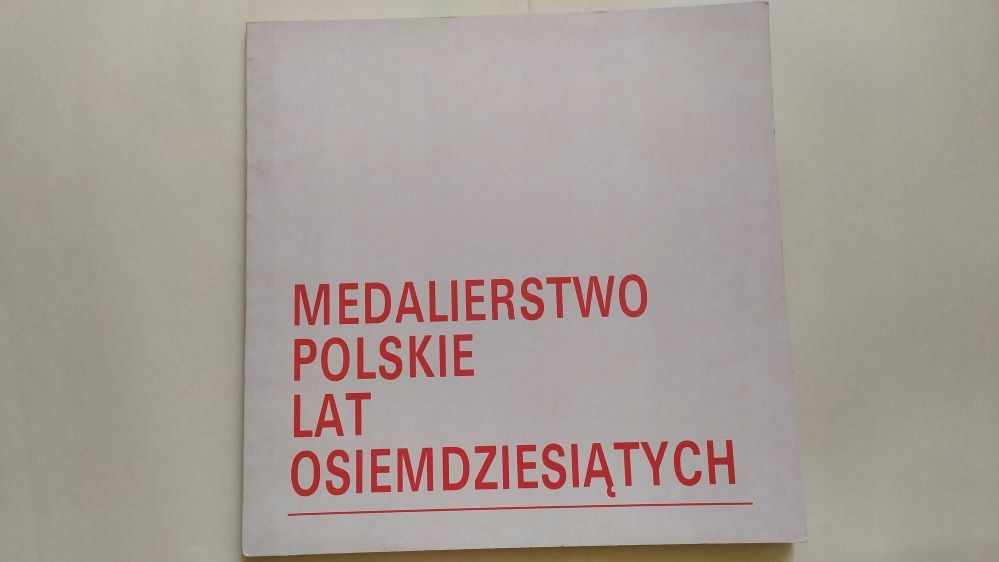 MEDALIERSTWO
POLSKIE
LAT
OSIEMDZIESIĄTYCH